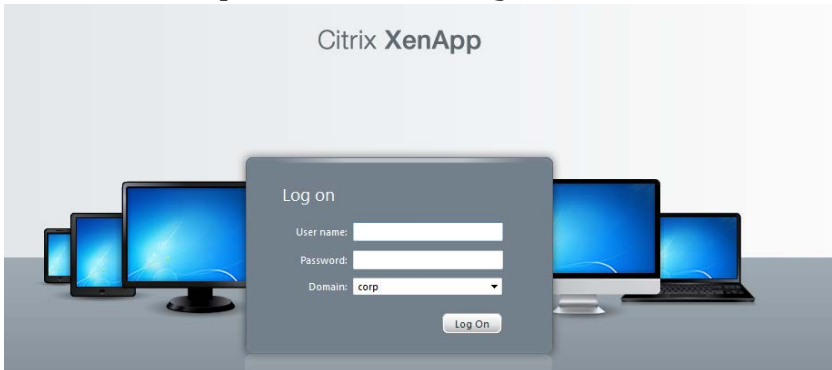 Citrix XenApp
Log on
User name:
Password:
Domain: corp
Log On